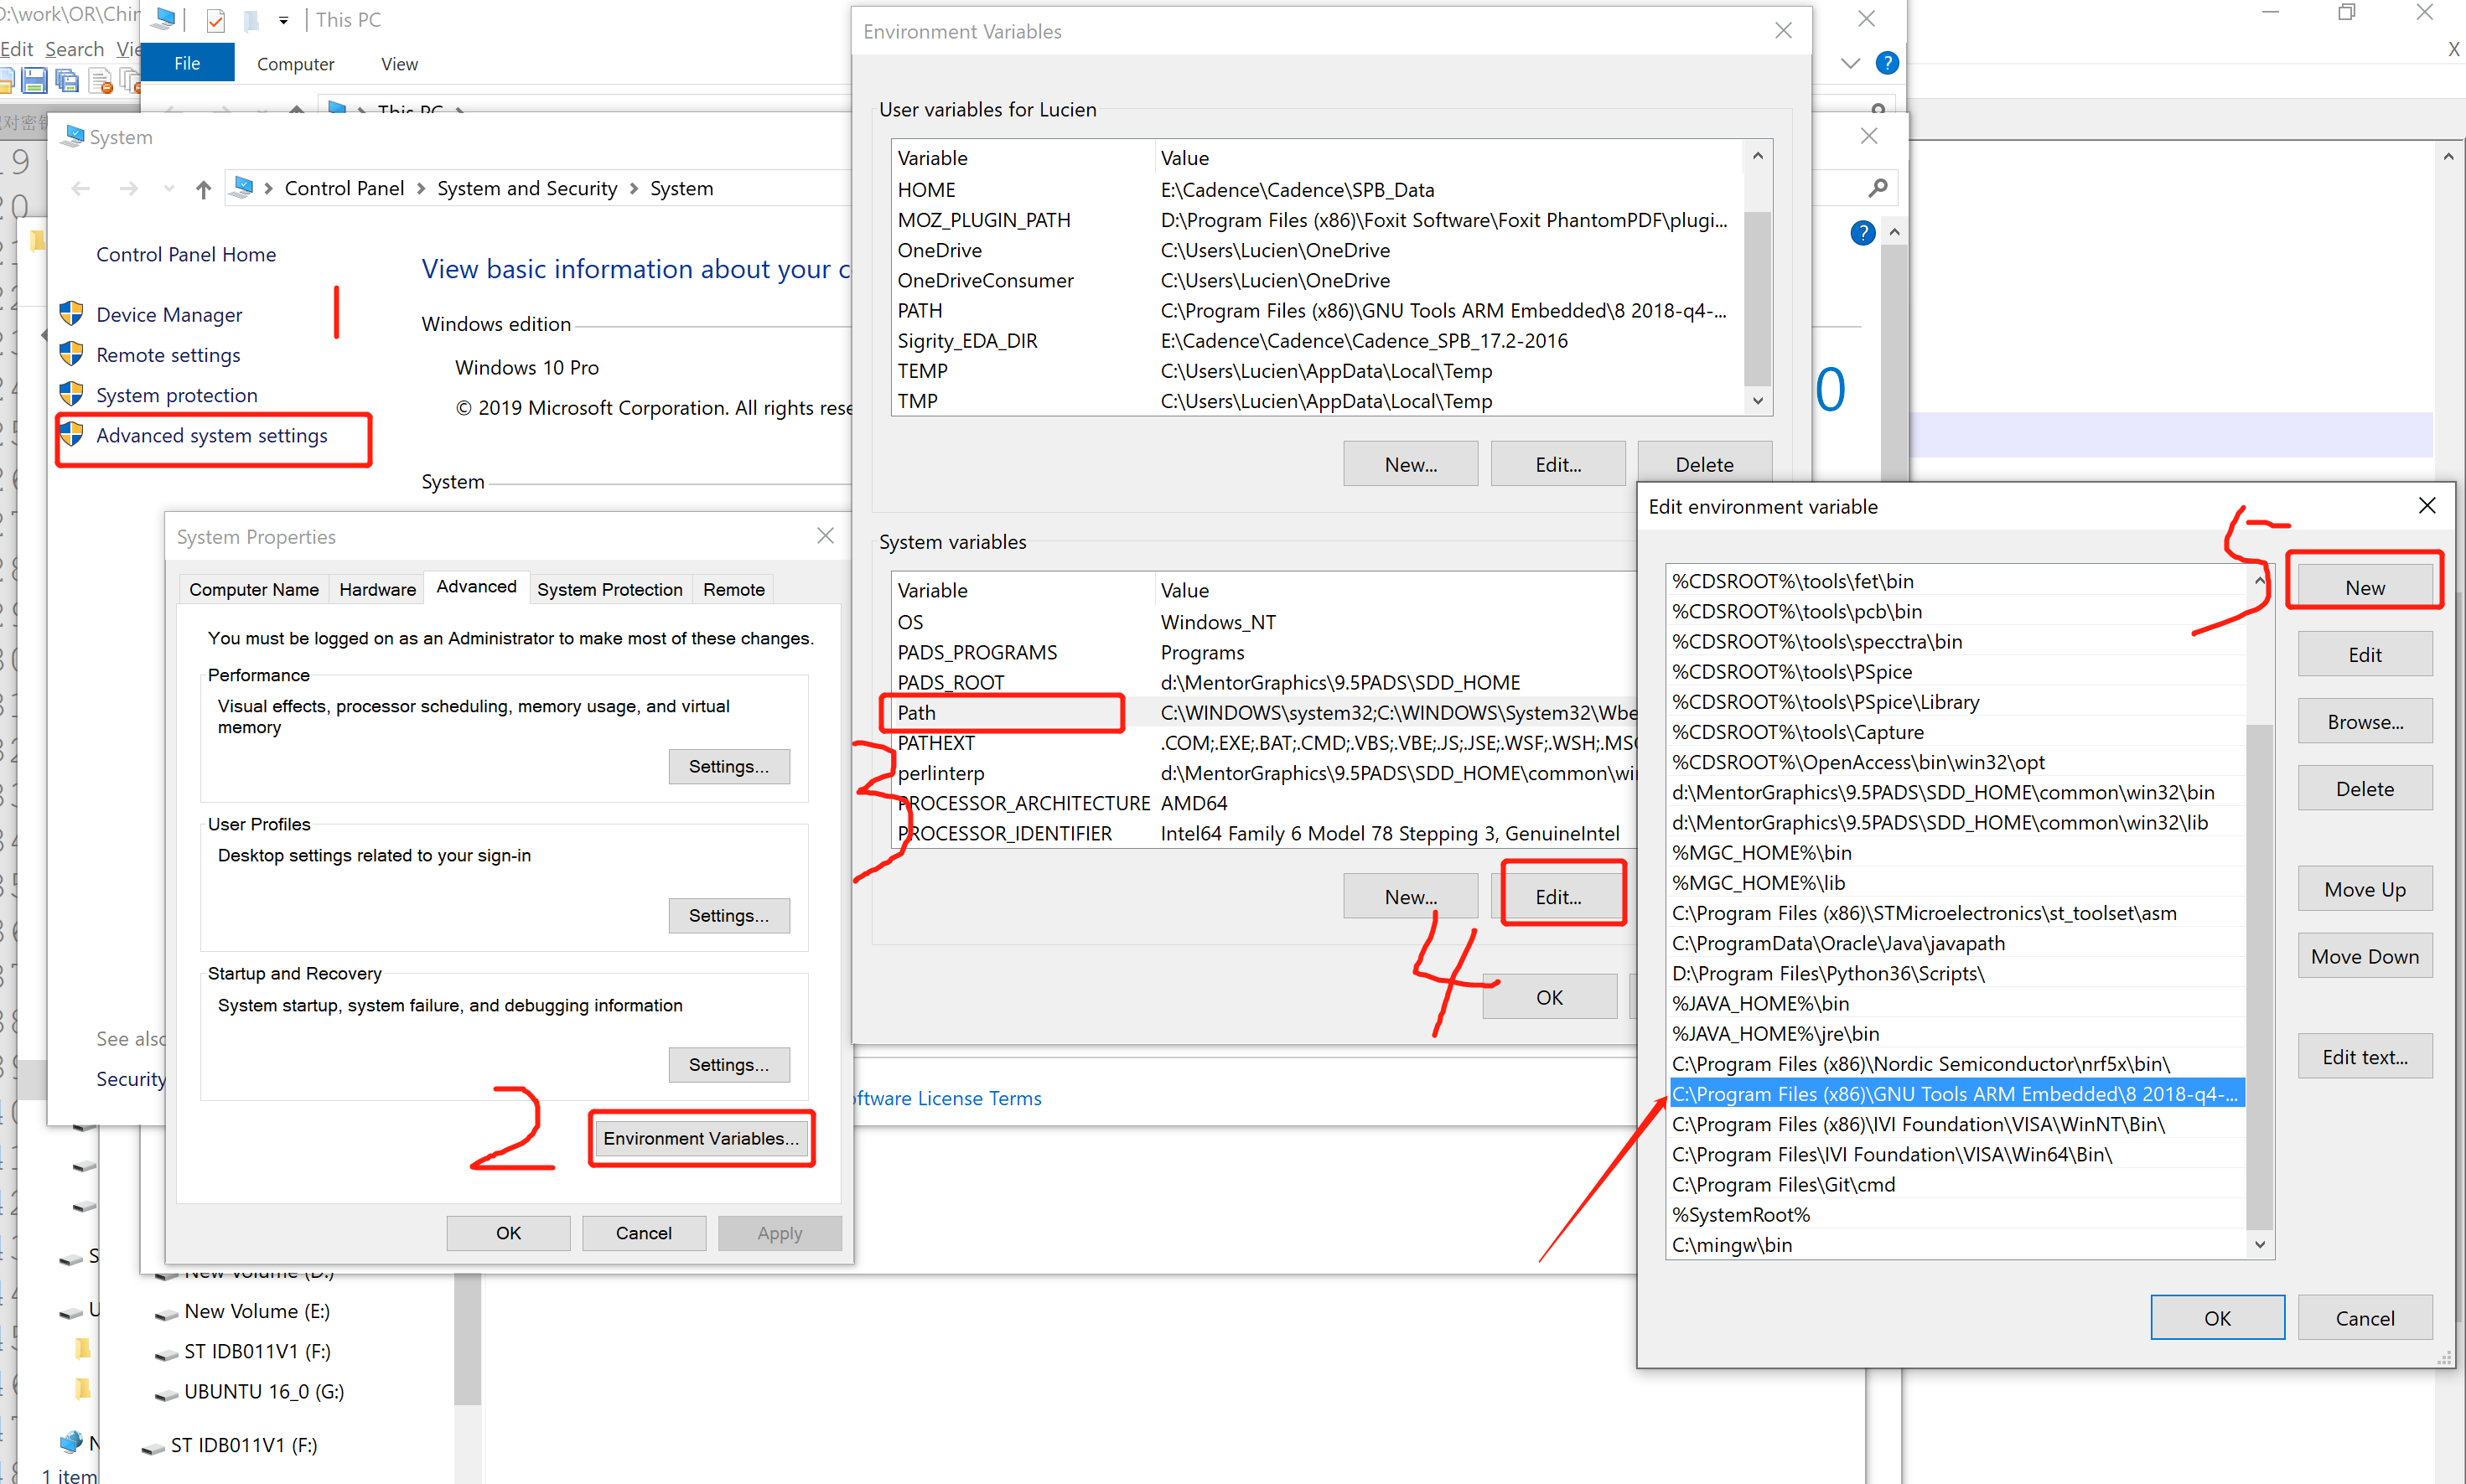 D:\work\OR\Chin
Edit Search Vie
This PC
File Computer View
This PC
System
Control Panel System and Security System
Control Panel Home
Device Manager
Remote settings
System protection
Advanced system settings
See also
Security
1
View basic information about your c
Windows edition
Windows 10 Pro
© 2019 Microsoft Corporation. All rights rese
System
oftware License Terms
System Properties
Computer Name Hardware Advanced System Protection Remote
You must be logged on as an Administrator to make most of these changes.
Performance
Visual effects, processor scheduling, memory usage, and virtual
memory
Settings...
User Profiles
Desktop settings related to your sign-in
Settings...
Startup and Recovery
System startup, system failure, and debugging information
Settings...
2
Environment Variables...
OK Cancel Apply
New Volume (D:)
New Volume (E:)
ST IDB011V1 (F:)
UBUNTU 16_0 (G:)
ST IDB011V1 (F:)
1 item
Environment Variables
User variables for Lucien
Variable Value
HOME E:\Cadence\Cadence\SPB_Data
MOZ_PLUGIN_PATH D:\Program Files (x86)\Foxit Software\Foxit PhantomPDF\plugi...
OneDrive C:\Users\Lucien\OneDrive
OneDriveConsumer C:\Users\Lucien\OneDrive
PATH C:\Program Files (x86)\GNU Tools ARM Embedded\8 2018-q4-...
Sigrity_EDA_DIR E:\Cadence\Cadence_SPB_17.2-2016
TEMP C:\Users\Lucien\AppData\Local\Temp
TMP C:\Users\Lucien\AppData\Local\Temp
New... Edit... Delete
System variables
Variable Value
OS Windows_NT
PADS_PROGRAMS Programs
PADS_ROOT d:\MentorGraphics\9.5PADS\SDD_HOME
Path C:\WINDOWS\system32;C:\WINDOWS\System32\Wbe
PATHEXT .COM;.EXE;.BAT;.CMD;.VBS;.VBE;.JS;.JSE;.WSF;.WSH;.MSC
perlinterp d:\MentorGraphics\9.5PADS\SDD_HOME\common\wi
PROCESSOR_ARCHITECTURE AMD64
PROCESSOR_IDENTIFIER Intel64 Family 6 Model 78 Stepping 3, GenuineIntel
3
New... Edit...
4
OK
0
Edit environment variable
5
%CDSROOT%\tools\fet\bin
%CDSROOT%\tools\pcb\bin
%CDSROOT%\tools\specctra\bin
%CDSROOT%\tools\PSpice
%CDSROOT%\tools\PSpice\Library
%CDSROOT%\tools\Capture
%CDSROOT%\OpenAccess\bin\win32\opt
d:\MentorGraphics\9.5PADS\SDD_HOME\common\win32\bin
d:\MentorGraphics\9.5PADS\SDD_HOME\common\win32\lib
%MGC_HOME%\bin
%MGC_HOME%\lib
C:\Program Files (x86)\STMicroelectronics\st_toolset\asm
C:\ProgramData\Oracle\Java\javapath
D:\Program Files\Python36\Scripts\
%JAVA_HOME%\bin
%JAVA_HOME%\jre\bin
C:\Program Files (x86)\Nordic Semiconductor\nrf5x\bin\
C:\Program Files (x86)\GNU Tools ARM Embedded\8 2018-q4-...
C:\Program Files (x86)\IVI Foundation\VISA\WinNT\Bin\
C:\Program Files\IVI Foundation\VISA\Win64\Bin\
C:\Program Files\Git\cmd
%SystemRoot%
C:\mingw\bin
New
Edit
Browse...
Delete
Move Up
Move Down
Edit text...
OK Cancel